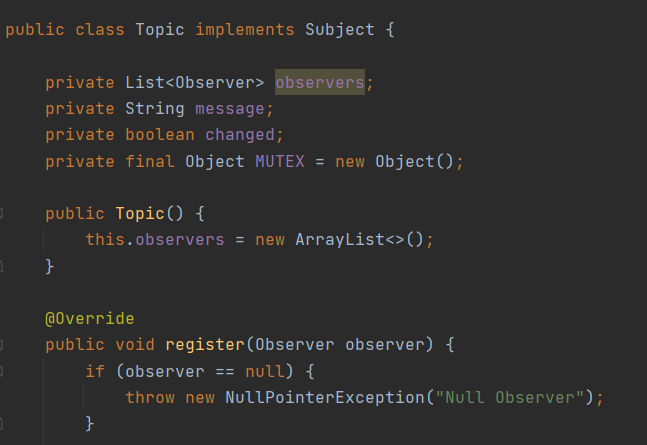 public class Topic implements Subject {
private List<Observer> observers;
private String message;
private boolean changed;
private final Object MUTEX = new Object();
public Topic() {
this.observers = new ArrayList<>();
}
@Override
public void register(Observer observer) {
if (observer == null) {
throw new NullPointerException("Null Observer");
}